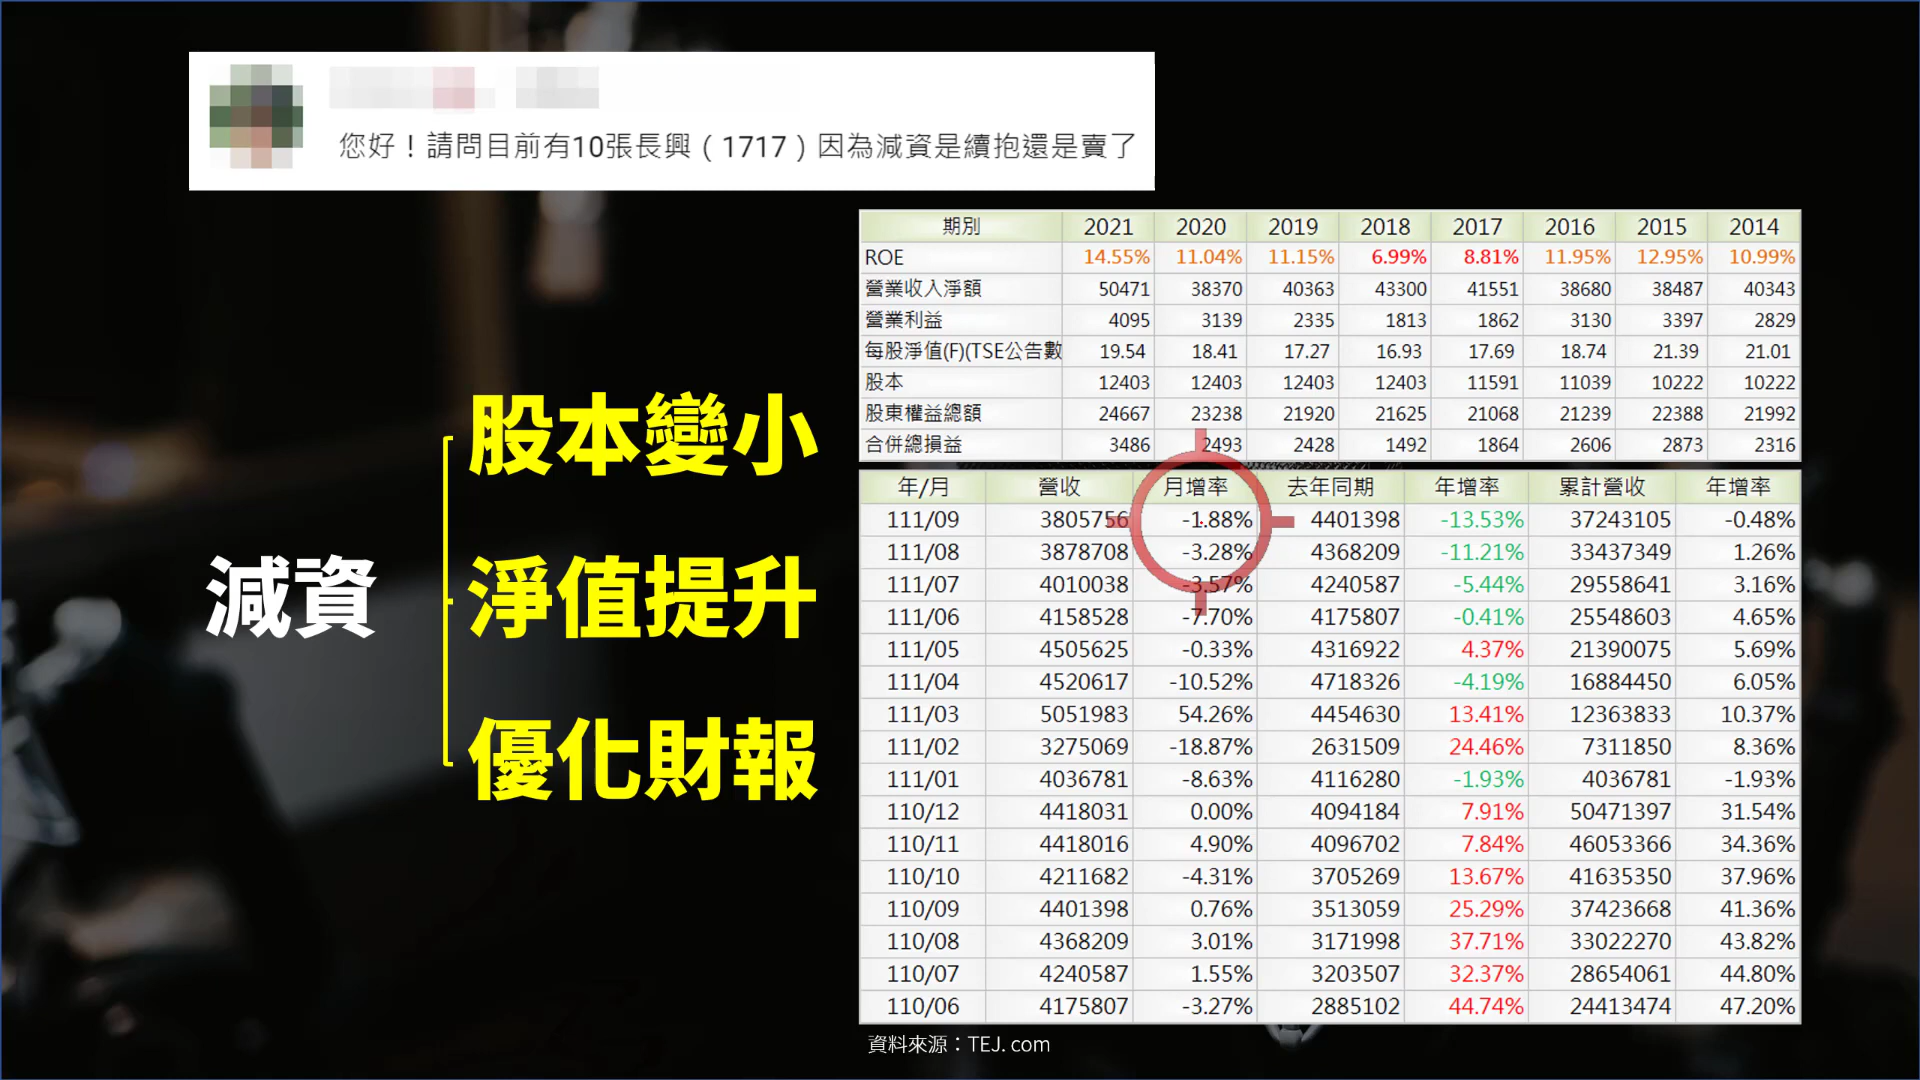 您好！請問目前有10張長興（1717）因為減資是續抱還是賣了
減資
股本變小
淨值提升
優化財報
期別 2021 2020 2019 2018 2017 2016 2015 2014
ROE 14.55% 11.04% 11.15% 6.99% 8.81% 11.95% 12.95% 10.99%
營業收入淨額 50471 38370 40363 43300 41551 38680 38487 40343
營業利益 4095 3139 2335 1813 1862 3130 3397 2829
每股淨值(F)(TSE公告數 19.54 18.41 17.27 16.93 17.69 18.74 21.39 21.01
股本 12403 12403 12403 12403 11591 11039 10222 10222
股東權益總額 24667 23238 21920 21625 21068 21239 22388 21992
合併總損益 3486 2493 2428 1492 1864 2606 2873 2316
年/月 營收 月增率 去年同期 年增率 累計營收 年增率
111/09 3805756 -1.88% 4401398 -13.53% 37243105 -0.48%
111/08 3878708 -3.28% 4368209 -11.21% 33437349 1.26%
111/07 4010038 -3.57% 4240587 -5.44% 29558641 3.16%
111/06 4158528 -7.70% 4175807 -0.41% 25548603 4.65%
111/05 4505625 -0.33% 4316922 4.37% 21390075 5.69%
111/04 4520617 -10.52% 4718326 -4.19% 16884450 6.05%
111/03 5051983 54.26% 4454630 13.41% 12363833 10.37%
111/02 3275069 -18.87% 2631509 24.46% 7311850 8.36%
111/01 4036781 -8.63% 4116280 -1.93% 4036781 -1.93%
110/12 4418031 0.00% 4094184 7.91% 50471397 31.54%
110/11 4418016 4.90% 4096702 7.84% 46053366 34.36%
110/10 4211682 -4.31% 3705269 13.67% 41635350 37.96%
110/09 4401398 0.76% 3513059 25.29% 37423668 41.36%
110/08 4368209 3.01% 3171998 37.71% 33022270 43.82%
110/07 4240587 1.55% 3203507 32.37% 28654061 44.80%
110/06 4175807 -3.27% 2885102 44.74% 24413474 47.20%
資料來源：TEJ. com